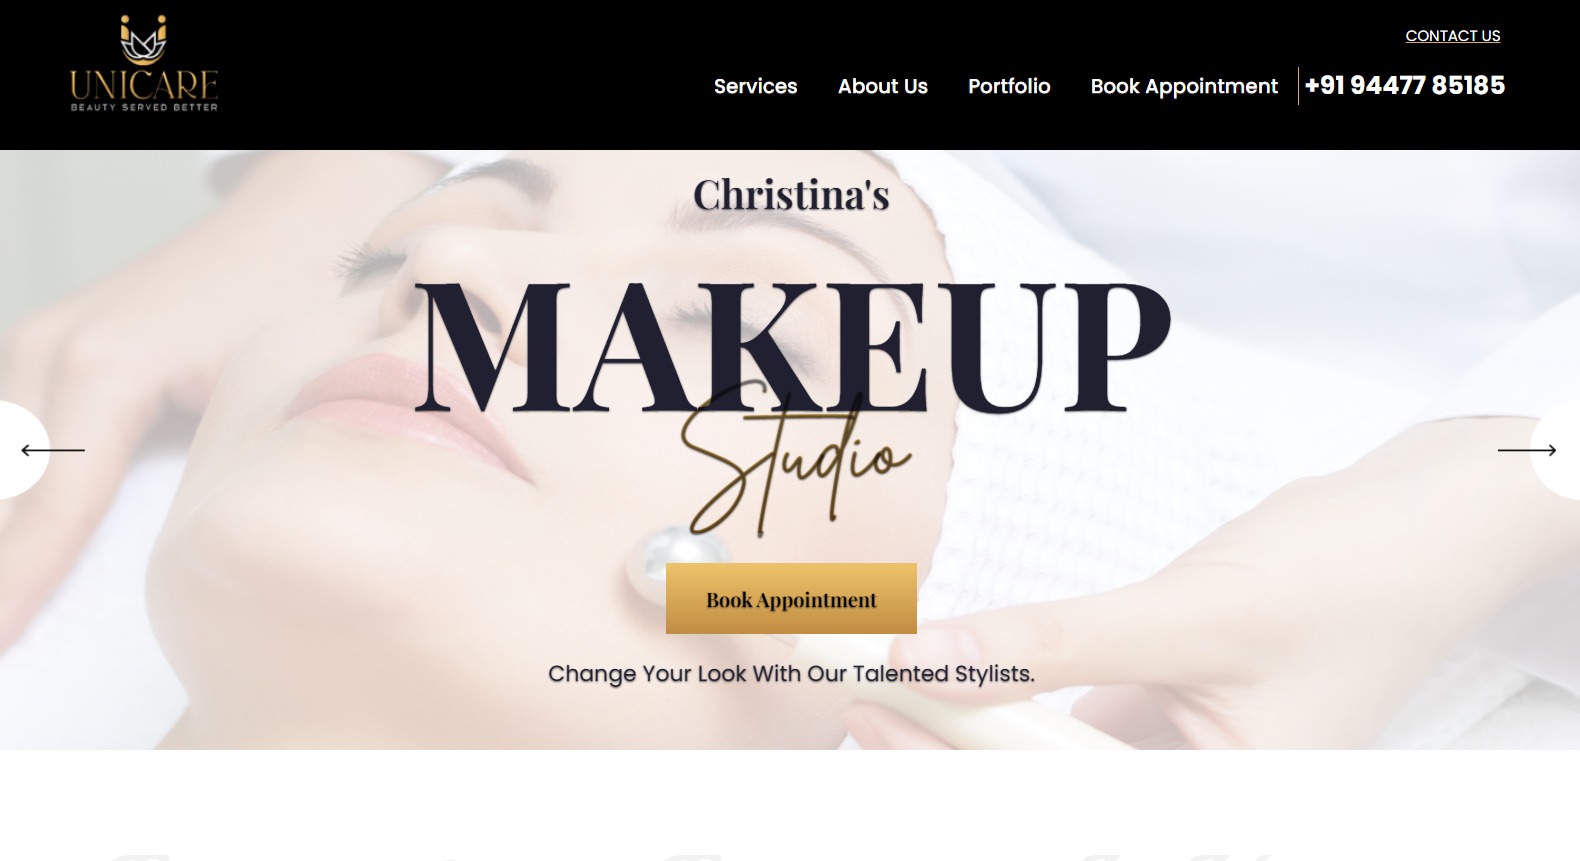 UNICARE
BEAUTY SERVED BETTER
CONTACT US
Services
About Us
Portfolio
Book Appointment
+91 94477 85185
Christina's
MAKEUP
Studio
Book Appointment
Change Your Look With Our Talented Stylists.